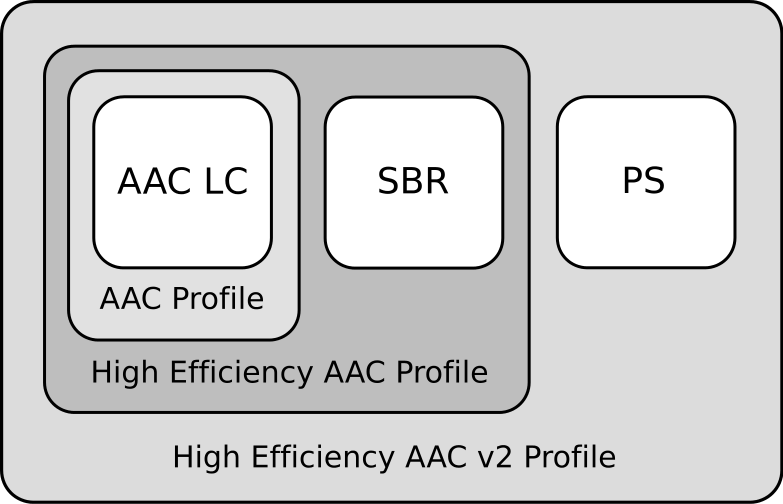 AAC LC
SBR
PS
AAC Profile
High Efficiency AAC Profile
High Efficiency AAC v2 Profile